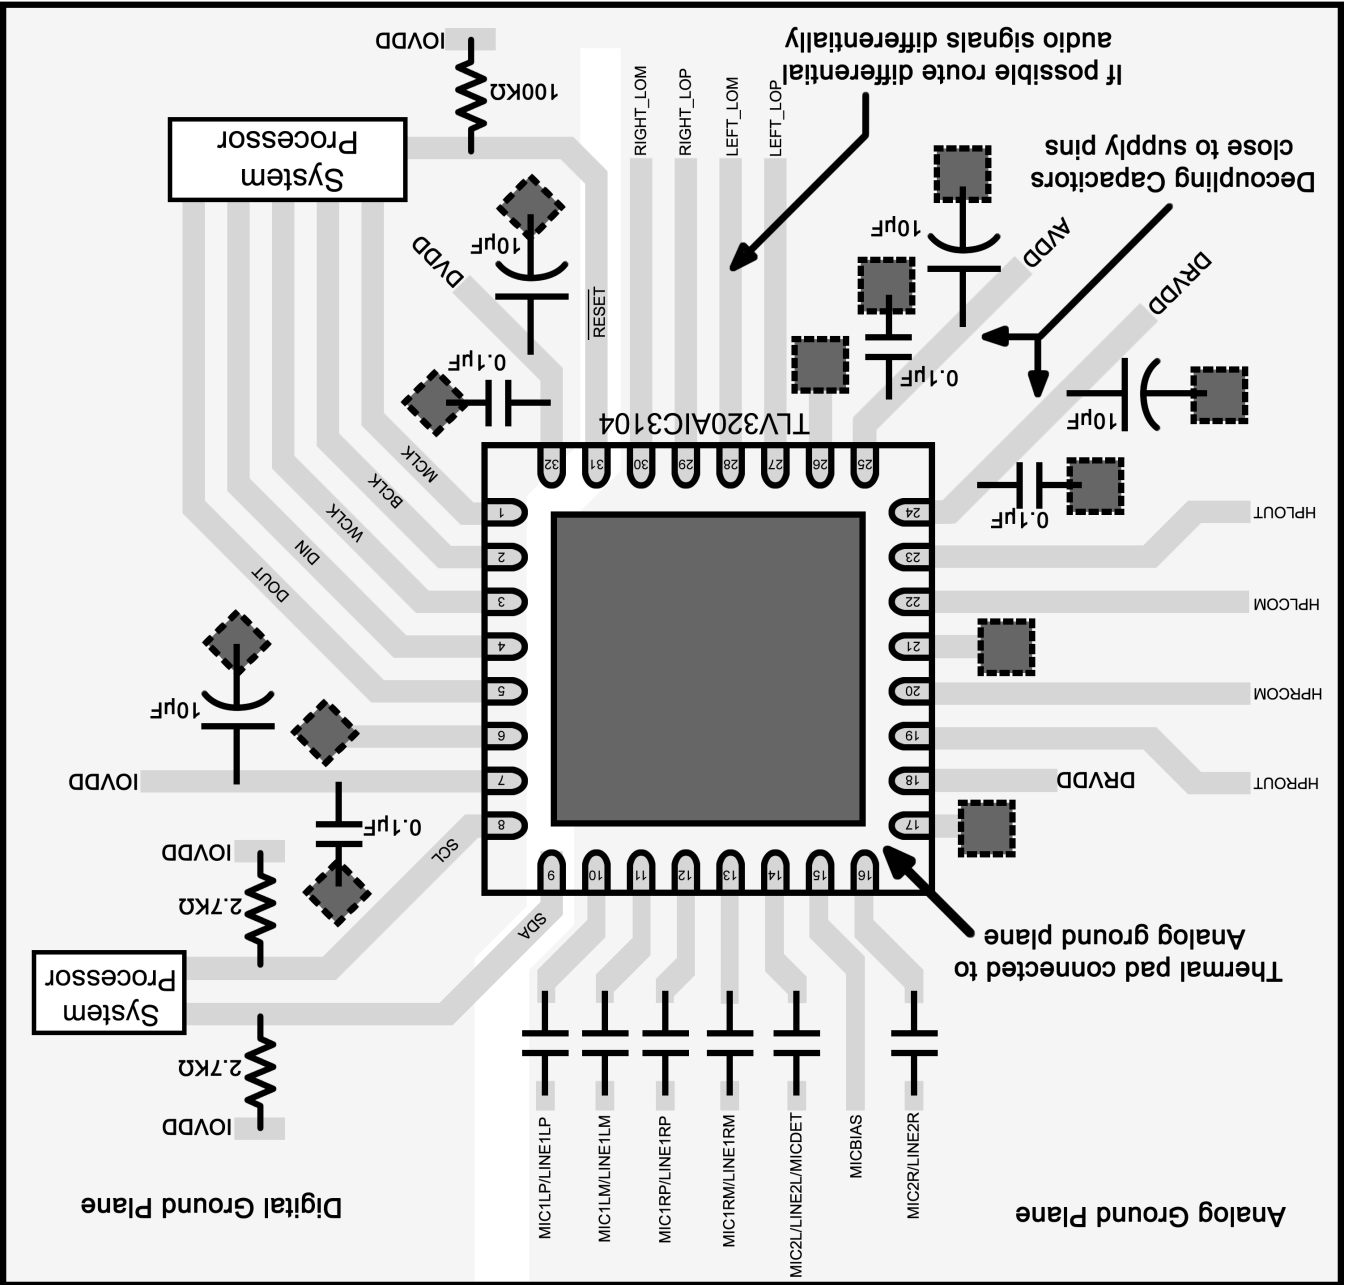 IOVDD
100KΩ
System
Processor
RIGHT_LOM
RIGHT_LOP
LEFT_LOM
LEFT_LOP
If possible route differential
audio signals differentially
Decoupling Capacitors
close to supply pins
DVDD
10µF
0.1µF
RESET
10µF
0.1µF
AVDD
DRVDD
10µF
0.1µF
TLV320AIC3104
MCLK
BCLK
WCLK
DIN
DOUT
32
31
30
29
28
27
26
25
1
2
3
4
5
6
7
8
24
23
22
21
20
19
18
17
9
10
11
12
13
14
15
16
HPLOUT
HPLCOM
HPRCOM
HPROUT
DRVDD
10µF
IOVDD
0.1µF
IOVDD
2.7KΩ
SCL
SDA
System
Processor
2.7KΩ
IOVDD
Thermal pad connected to
Analog ground plane
MIC1LP/LINE1LP
MIC1LM/LINE1LM
MIC1RP/LINE1RP
MIC1RM/LINE1RM
MIC2L/LINE2L/MICDET
MICBIAS
MIC2R/LINE2R
Digital Ground Plane
Analog Ground Plane